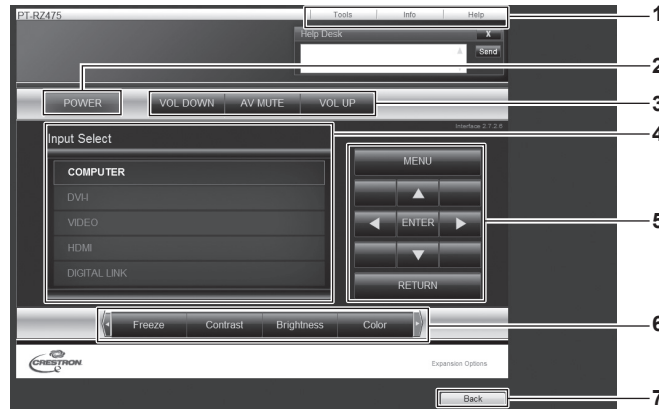 PT-RZ475
Tools Info Help
1
Help Desk X
Send
2
POWER VOL DOWN AV MUTE VOL UP
3
Interface 2.7.2.6
4
Input Select
COMPUTER
DVH
VIDEO
HDMI
DIGITAL LINK
MENU
ENTER
5
RETURN
Freeze Contrast Brightness Color
6
CRESTRON
Expansion Options
Back
7